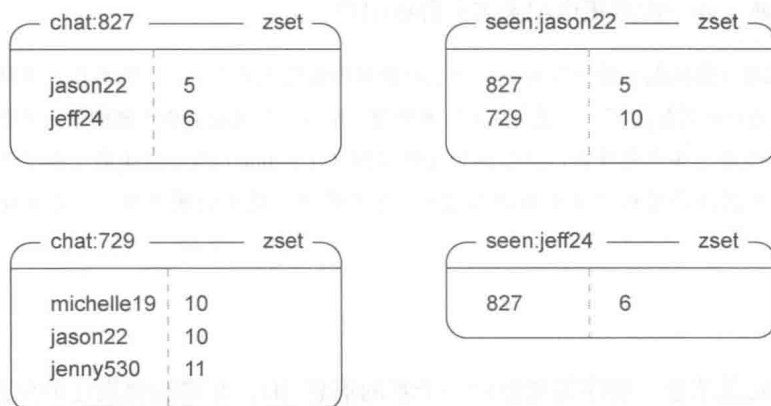 chat:827 zset
jason22 5
jeff24 6
seen:jason22 zset
827 5
729 10
chat:729 zset
michelle19 10
jason22 10
jenny530 11
seen:jeff24 zset
827 6